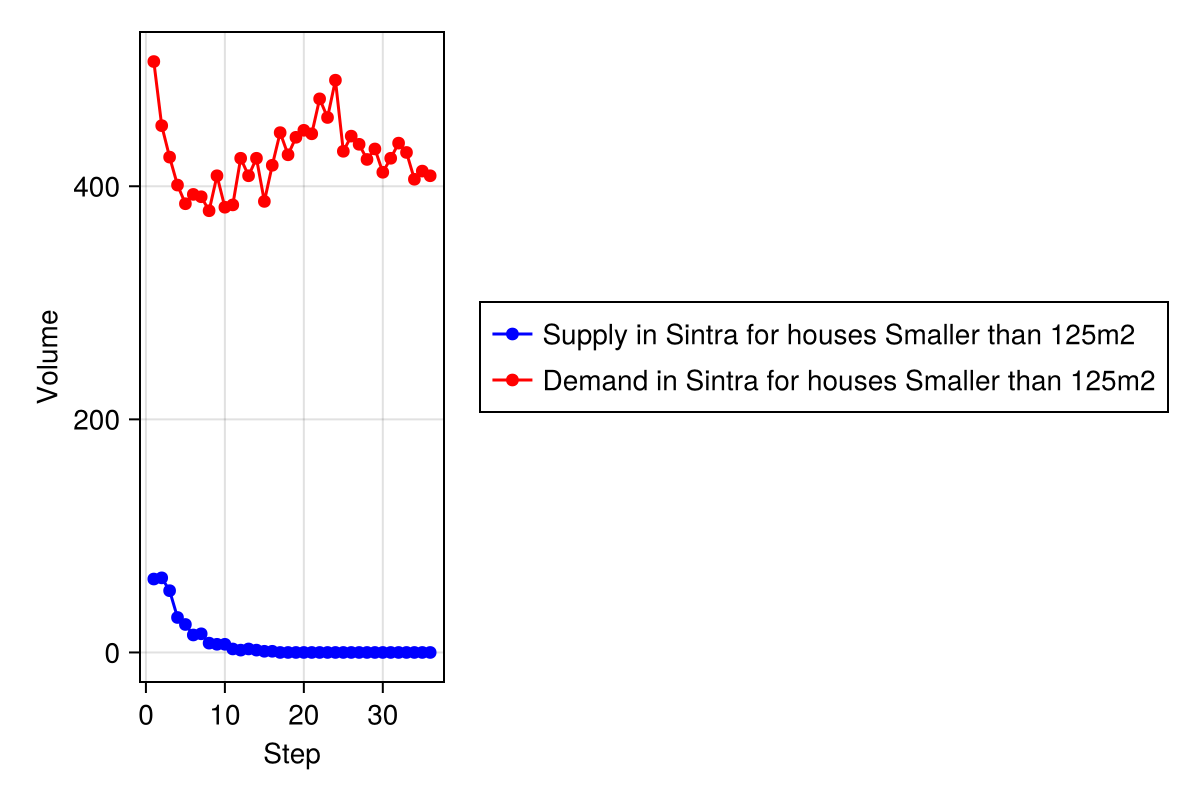 Volume
400
200
0
0 10 20 30
Step
Supply in Sintra for houses Smaller than 125m2
Demand in Sintra for houses Smaller than 125m2